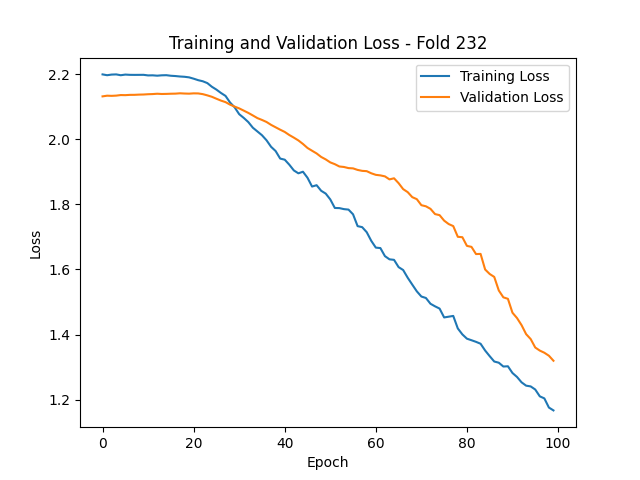 Training and Validation Loss - Fold 232
Training Loss
Validation Loss
Loss
2.2
2.0
1.8
1.6
1.4
1.2
0
20
40
60
80
100
Epoch